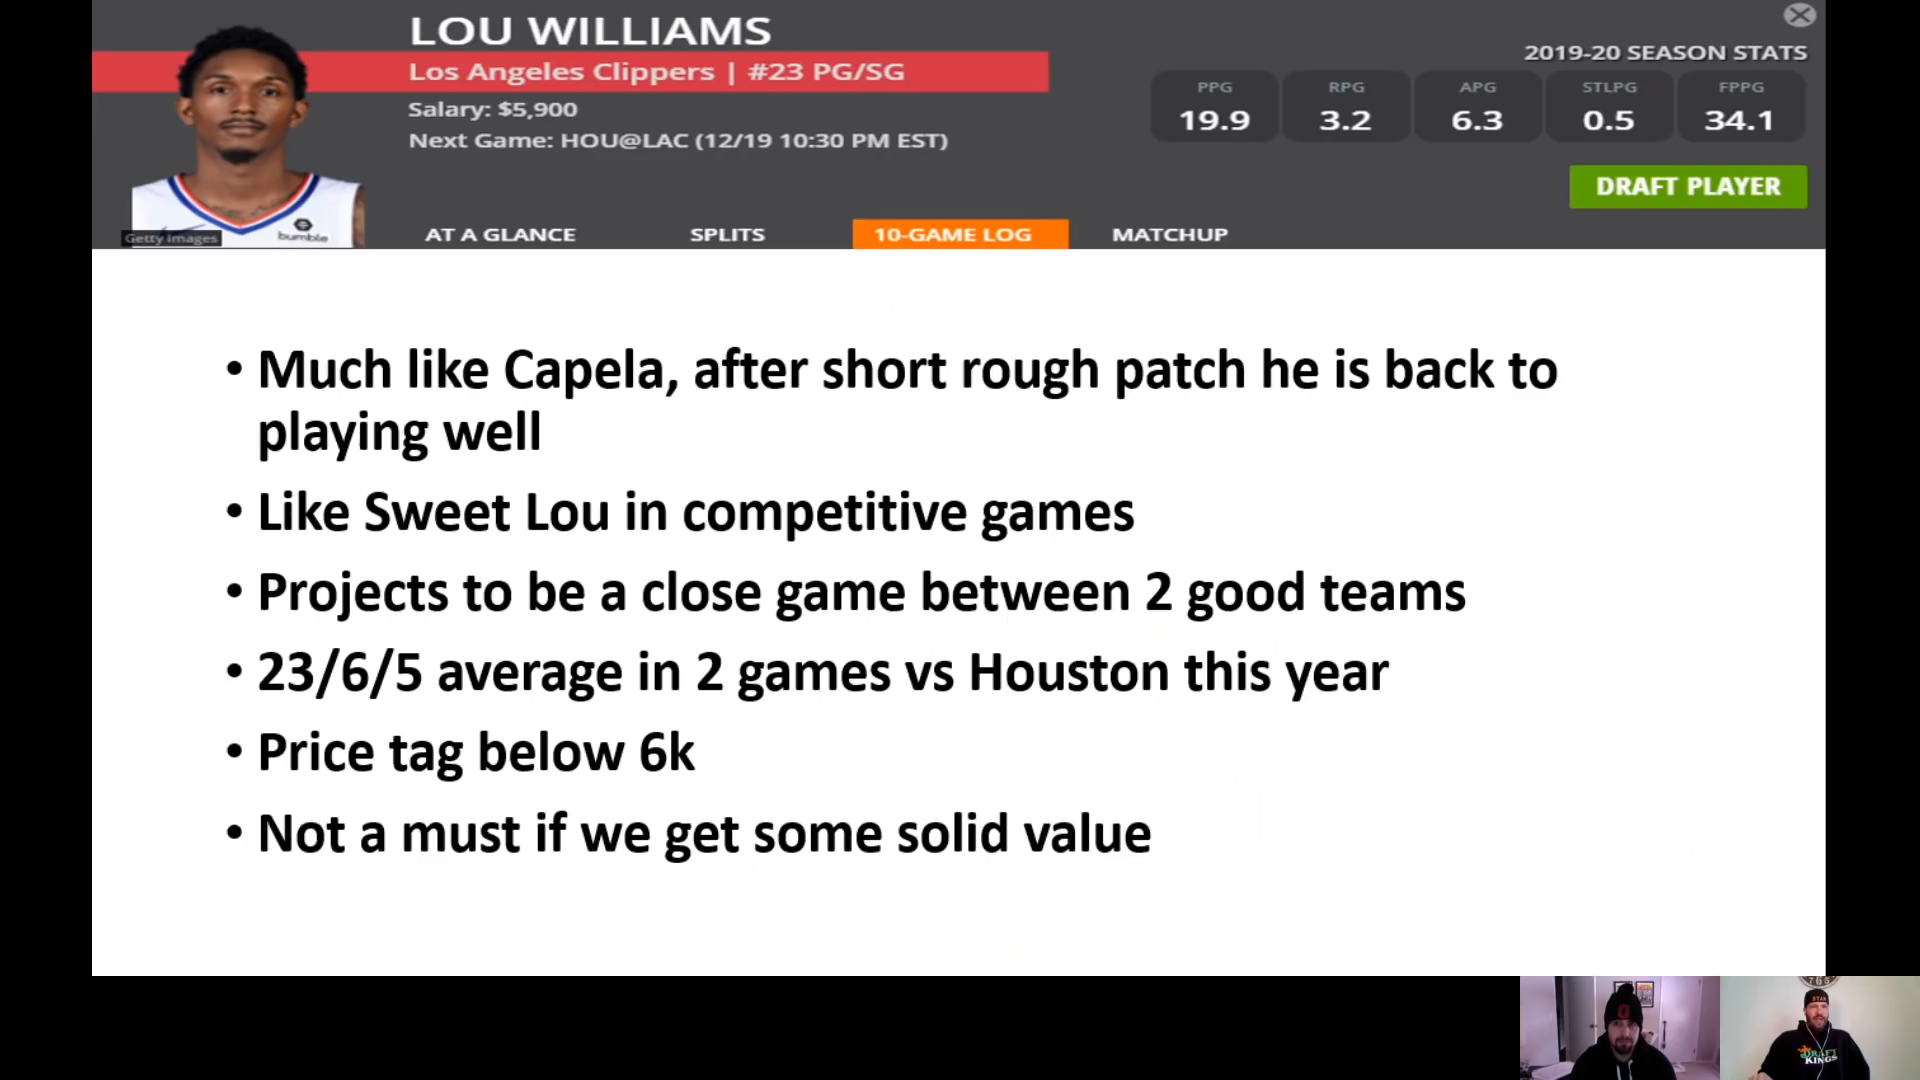 LOU WILLIAMS
Los Angeles Clippers | #23 PG/SG
Salary: $5,900
Next Game: HOU@LAC (12/19 10:30 PM EST)
2019-20 SEASON STATS
PPG RPG APG STLPG FPPG
19.9 3.2 6.3 0.5 34.1
DRAFT PLAYER
Getty Images
bumble
AT A GLANCE SPLITS 10-GAME LOG MATCHUP
• Much like Capela, after short rough patch he is back to
playing well
• Like Sweet Lou in competitive games
• Projects to be a close game between 2 good teams
• 23/6/5 average in 2 games vs Houston this year
• Price tag below 6k
• Not a must if we get some solid value
DRAFT
KINGS